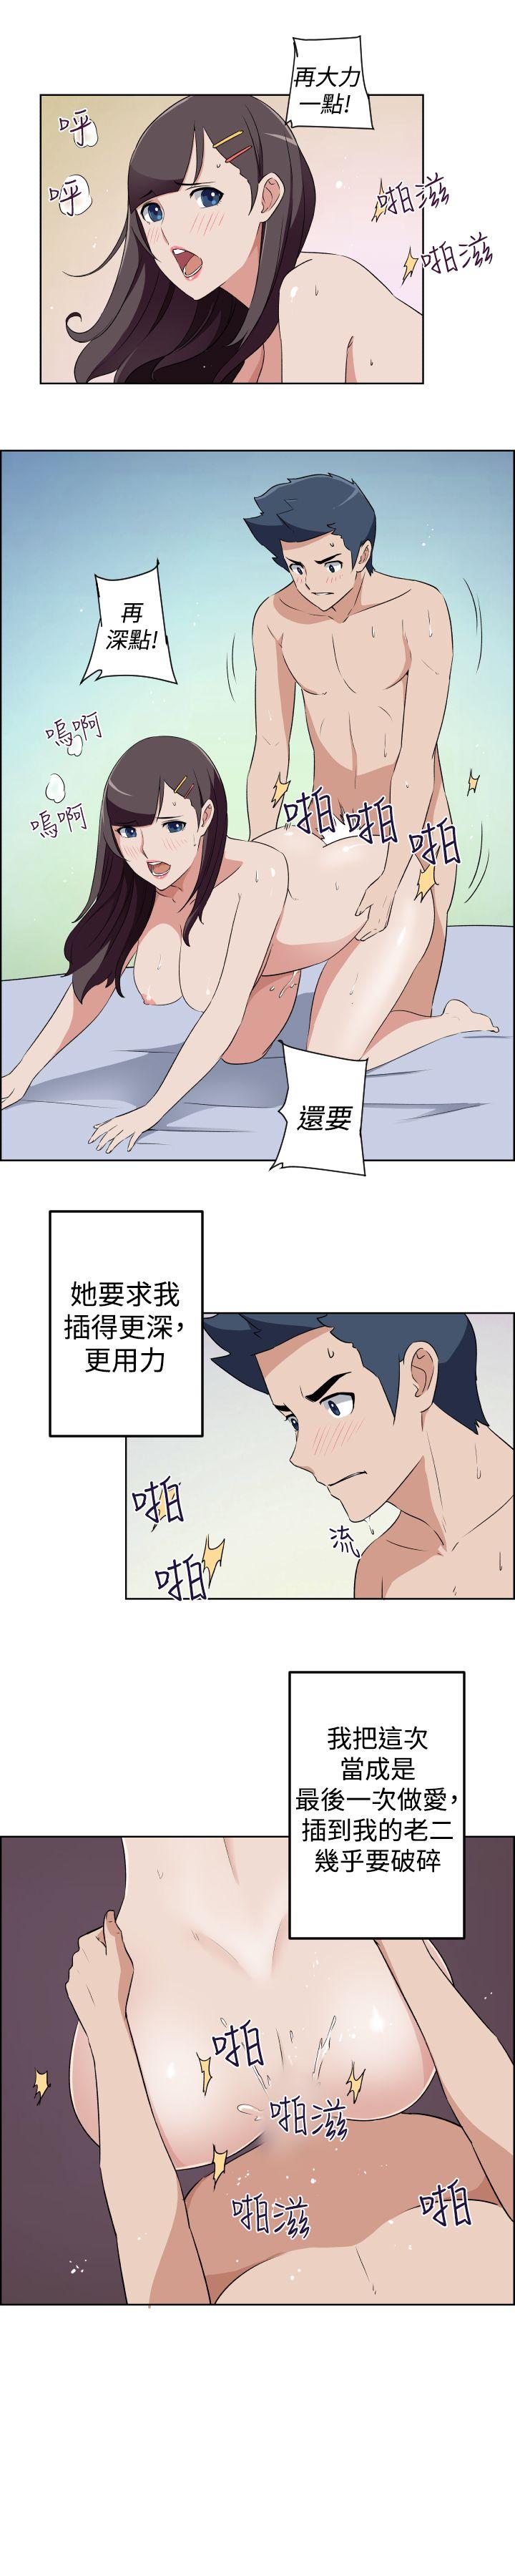 再大力
一點!
呼
呼
啪滋
啪滋
再
深點!
嗚啊
嗚啊
啪啪啪
還要
她要求我
插得更深,
更用力
啪
啪
流
我把這次
當成是
最後一次做愛,
插到我的老二
幾乎要破碎
啪
啪滋
啪滋
啪